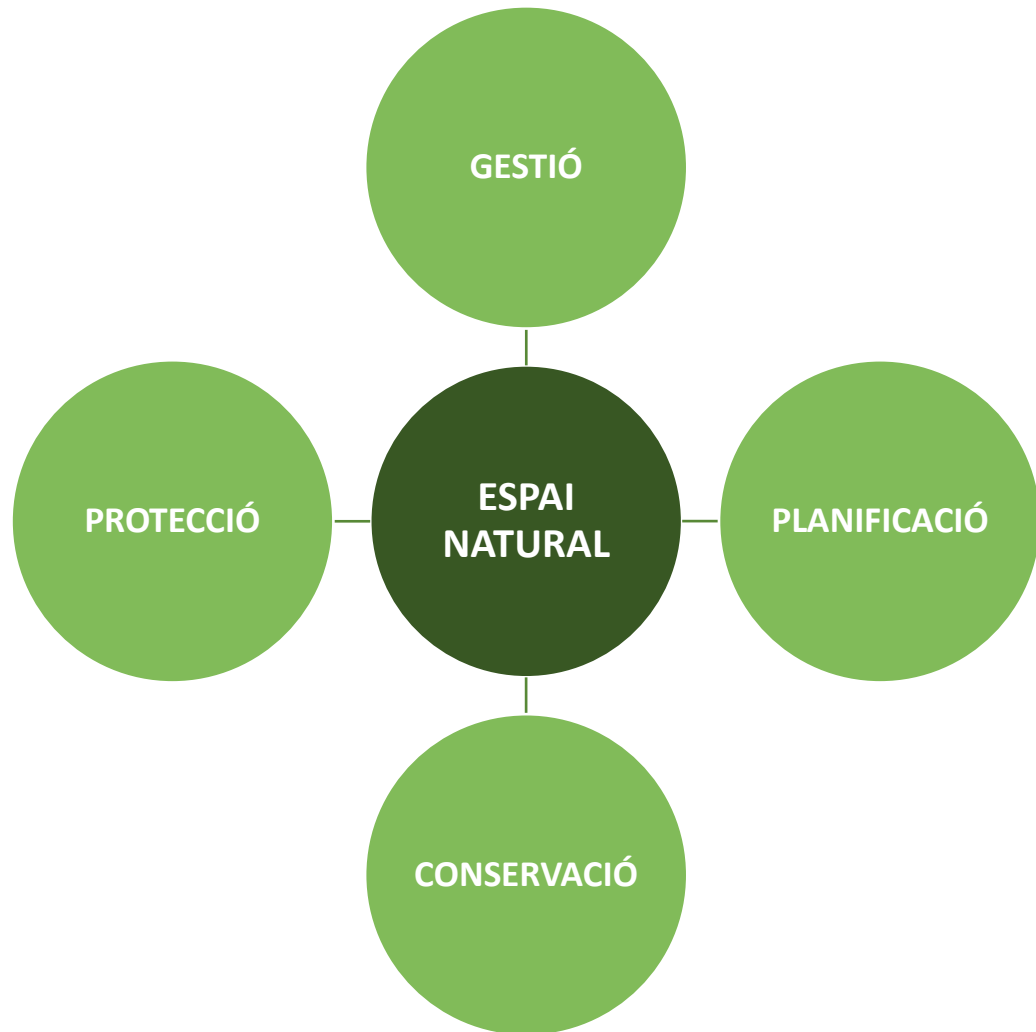 GESTIÓ
PROTECCIÓ
ESPAI
NATURAL
PLANIFICACIÓ
CONSERVACIÓ